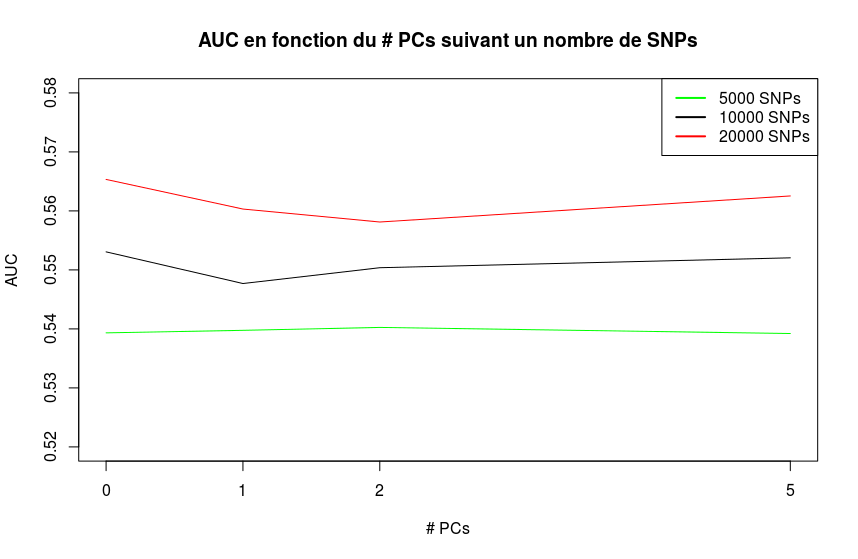 AUC en fonction du # PCs suivant un nombre de SNPs
5000 SNPs
10000 SNPs
20000 SNPs
AUC
0.58
0.57
0.56
0.55
0.54
0.53
0.52
0
1
2
5
# PCs